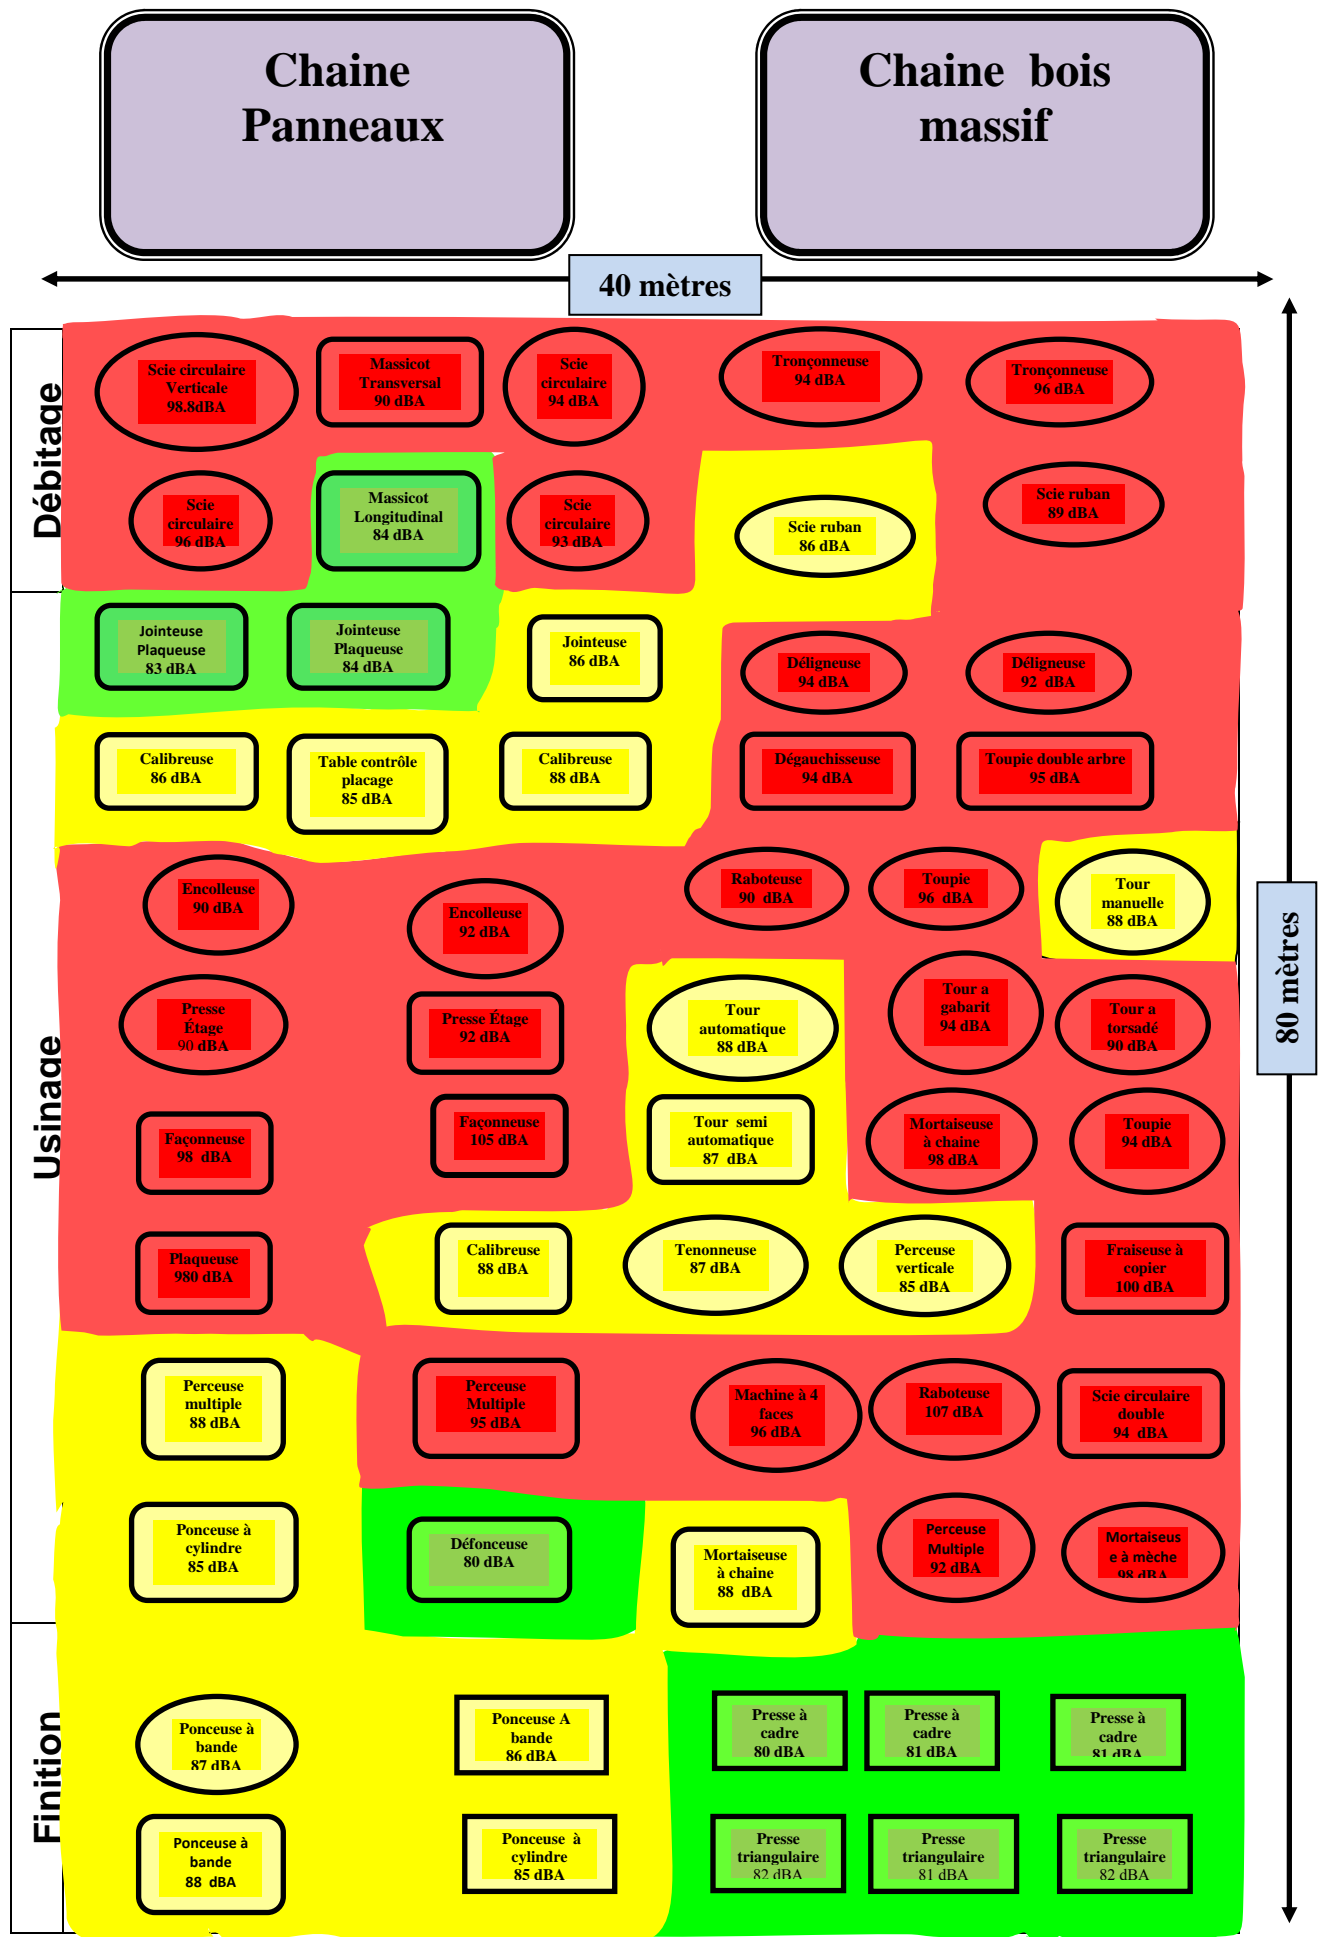 Chaine
Panneaux
Chaine  bois
massif
40 mètres
80 mètres
Débitage
Scie circulaire
Verticale
98.8dBA
Massicot
Transversal
90 dBA
Scie
circulaire
94 dBA
Tronçonneuse
94 dBA
Tronçonneuse
96 dBA
Scie
circulaire
96 dBA
Massicot
Longitudinal
84 dBA
Scie
circulaire
93 dBA
Scie ruban
86 dBA
Scie ruban
89 dBA
Usinage
Jointeuse
Plaqueuse
83 dBA
Jointeuse
Plaqueuse
84 dBA
Jointeuse
86 dBA
Déligneuse
94 dBA
Déligneuse
92  dBA
Calibreuse
86 dBA
Table contrôle
placage
85 dBA
Calibreuse
88 dBA
Dégauchisseuse
94 dBA
Toupie double arbre
95 dBA
Encolleuse
90 dBA
Encolleuse
92 dBA
Raboteuse
90  dBA
Toupie
96  dBA
Tour
manuelle
88 dBA
Presse
Étage
90 dBA
Presse Étage
92 dBA
Tour
automatique
88 dBA
Tour a
gabarit
94 dBA
Tour a
torsadé
90 dBA
Façonneuse
98  dBA
Façonneuse
105 dBA
Tour  semi
automatique
87  dBA
Mortaiseuse
à chaine
98 dBA
Toupie
94 dBA
Plaqueuse
980 dBA
Calibreuse
88 dBA
Tenonneuse
87 dBA
Perceuse
verticale
85 dBA
Fraiseuse à
copier
100 dBA
Perceuse
multiple
88 dBA
Perceuse
Multiple
95 dBA
Machine à 4
faces
96 dBA
Raboteuse
107 dBA
Scie circulaire
double
94  dBA
Ponceuse à
cylindre
85 dBA
Défonceuse
80 dBA
Mortaiseuse
à chaine
88  dBA
Perceuse
Multiple
92 dBA
Mortaiseus
e à mèche
98 dBA
Finition
Ponceuse à
bande
87 dBA
Ponceuse A
bande
86 dBA
Presse à
cadre
80 dBA
Presse à
cadre
81 dBA
Presse à
cadre
81 dBA
Ponceuse à
bande
88  dBA
Ponceuse  à
cylindre
85 dBA
Presse
triangulaire
82 dBA
Presse
triangulaire
81 dBA
Presse
triangulaire
82 dBA